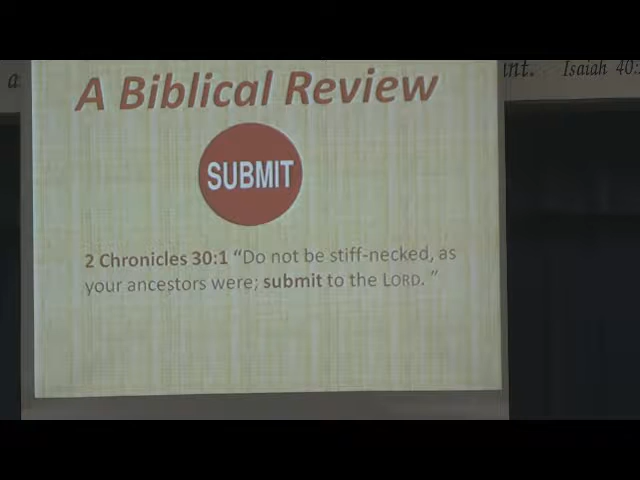 A Biblical Review
SUBMIT
2 Chronicles 30:1 “Do not be stiff-necked, as
your ancestors were; submit to the LORD. ”
a
unt. Isaiah 40: